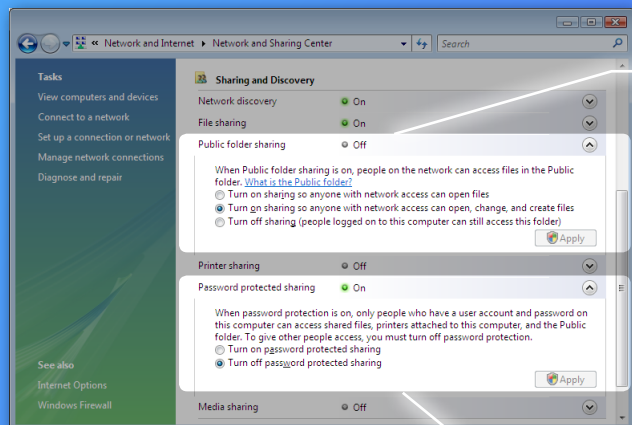 Network and Internet Network and Sharing Center Search
Tasks
View computers and devices
Connect to a network
Set up a connection or network
Manage network connections
Diagnose and repair
See also
Internet Options
Windows Firewall
Sharing and Discovery
Network discovery On
File sharing On
Public folder sharing Off
When Public folder sharing is on, people on the network can access files in the Public
folder. What is the Public folder?
Turn on sharing so anyone with network access can open files
Turn on sharing so anyone with network access can open, change, and create files
Turn off sharing (people logged on to this computer can still access this folder)
Apply
Printer sharing Off
Password protected sharing On
When password protection is on, only people who have a user account and password on
this computer can access shared files, printers attached to this computer, and the Public
folder. To give other people access, you must turn off password protection.
Turn on password protected sharing
Turn off password protected sharing
Apply
Media sharing Off